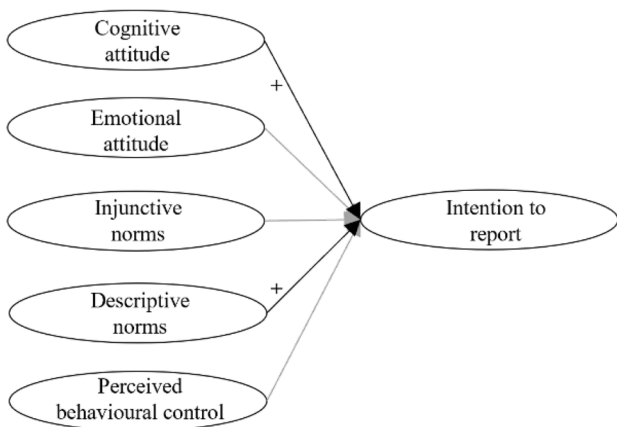 Cognitive
attitude
+
Emotional
attitude
Injunctive
norms
Intention to
report
+
Descriptive
norms
Perceived
behavioural control